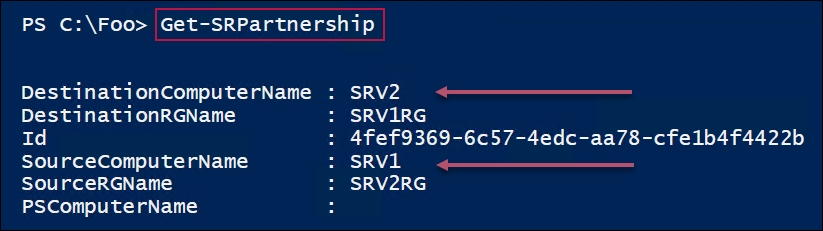 PS C:\Foo> Get-SRPartnership
DestinationComputerName : SRV2
DestinationRGName : SRV1RG
Id : 4fef9369-6c57-4edc-aa78-cfe1b4f4422b
SourceComputerName : SRV1
SourceRGName : SRV2RG
PSComputerName :